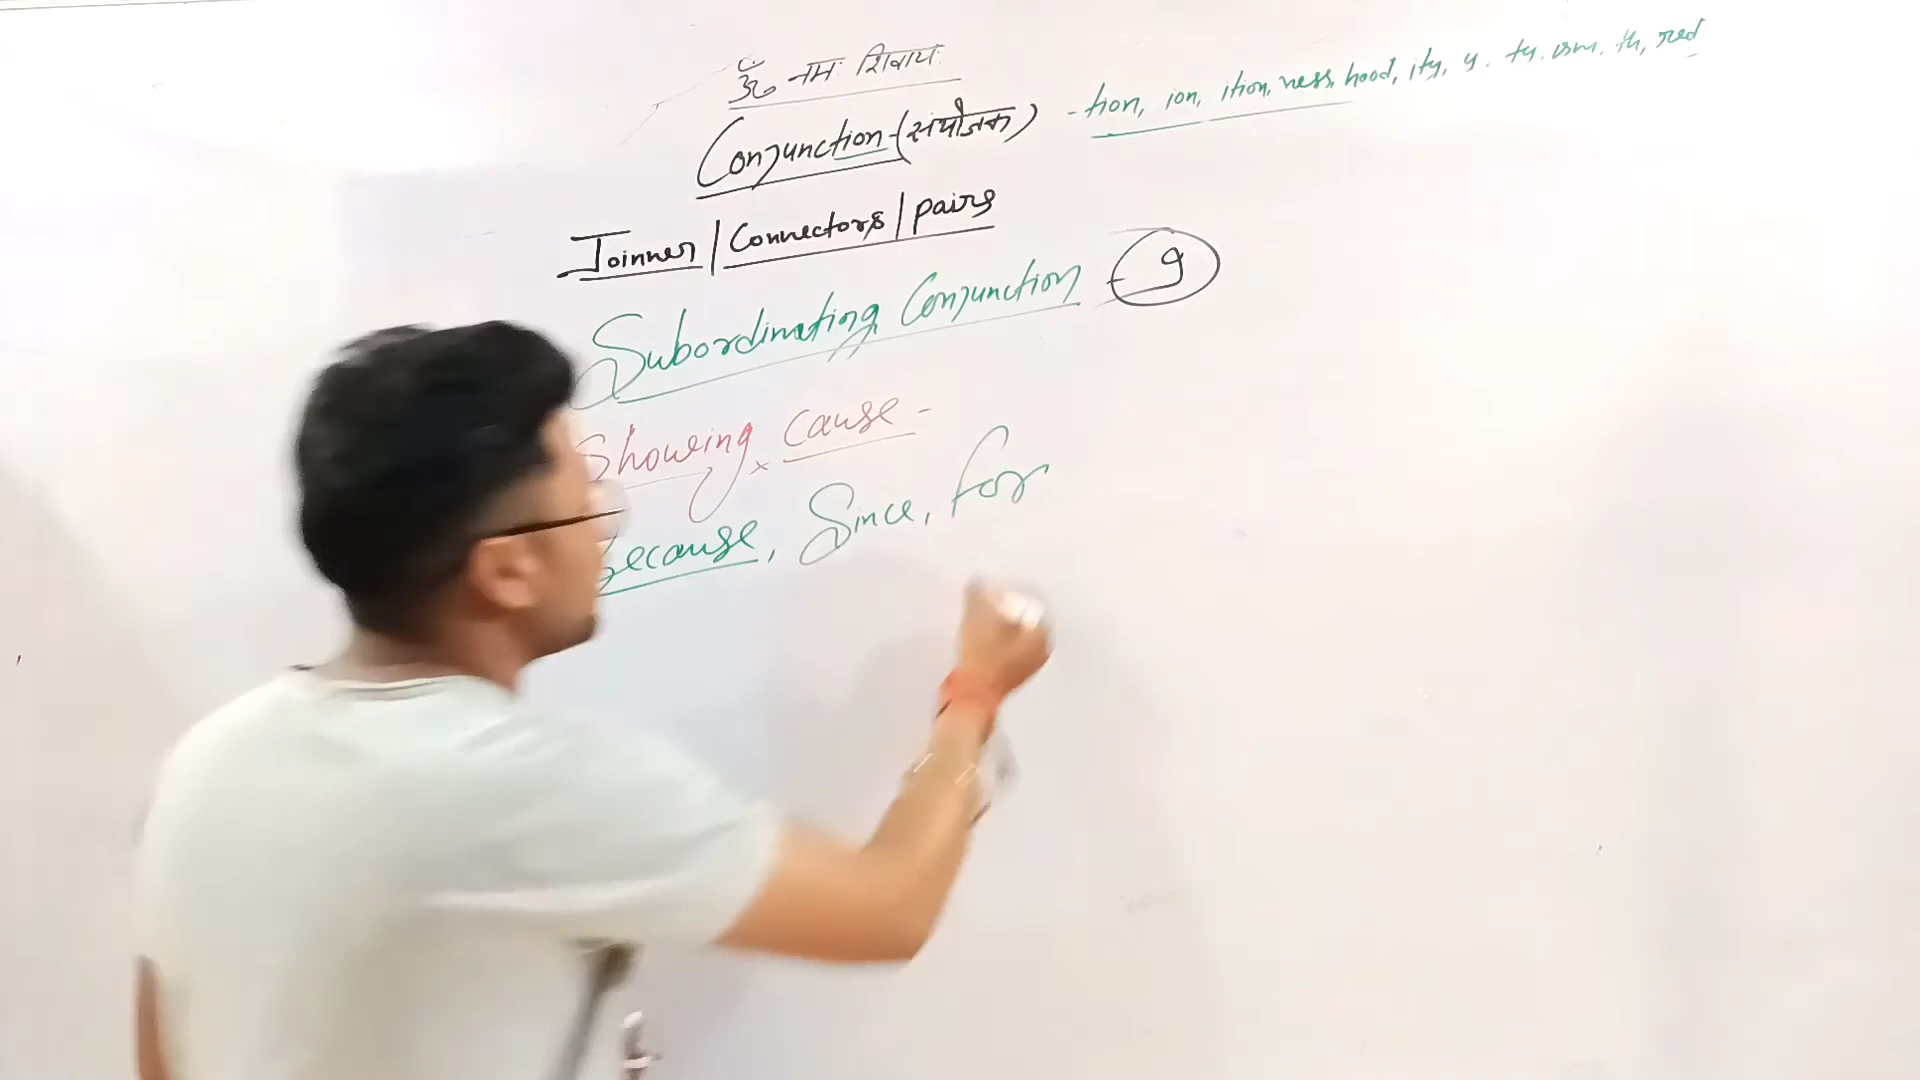 ॐ नमः शिवाय
Conjunction-(संयोजक) - tion, ion, ition, ness, hood, ity, y. ty. ism. th, red
Joinner | Connectors | pairs
Subordinating Conjunction - 9
Showing cause -
Because, Since, for